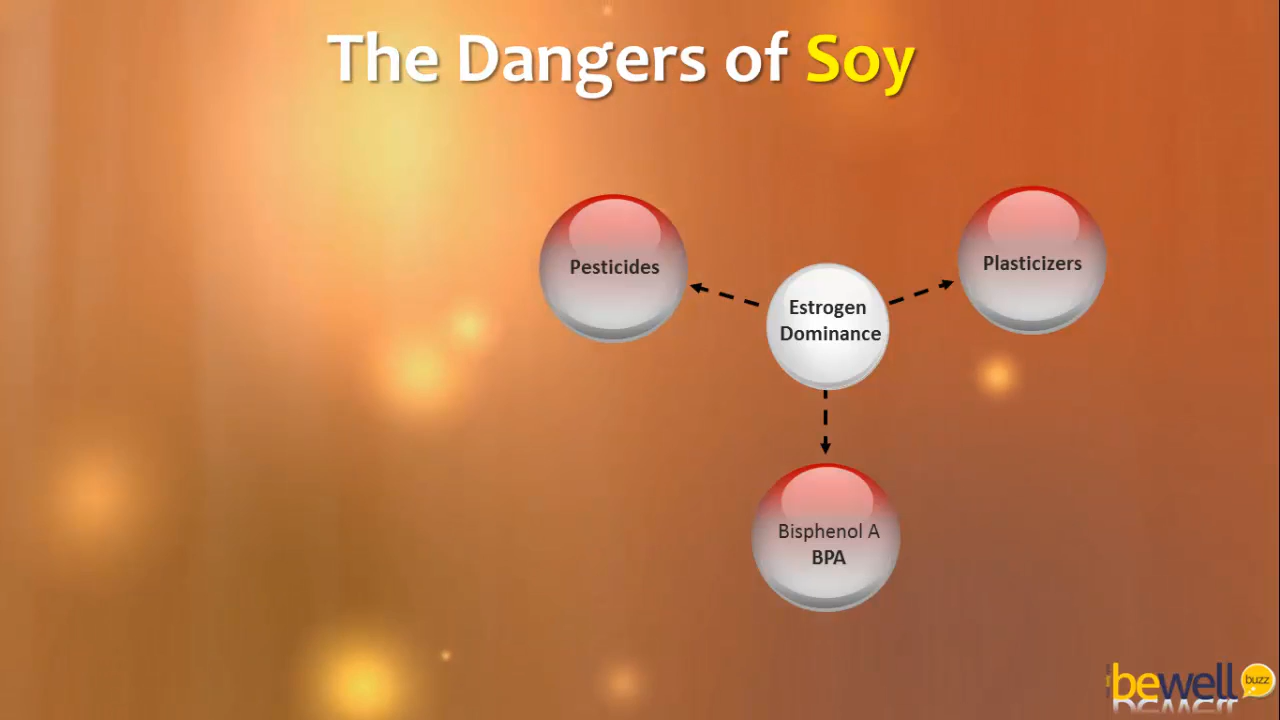 The Dangers of Soy
Pesticides
Plasticizers
Estrogen
Dominance
Bisphenol A
BPA
bewell
buzz